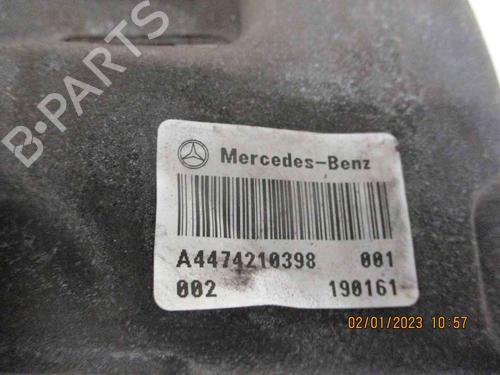 B-PARTS
Mercedes-Benz
A4474210398 001
002 190161
02/01/2023 10:57